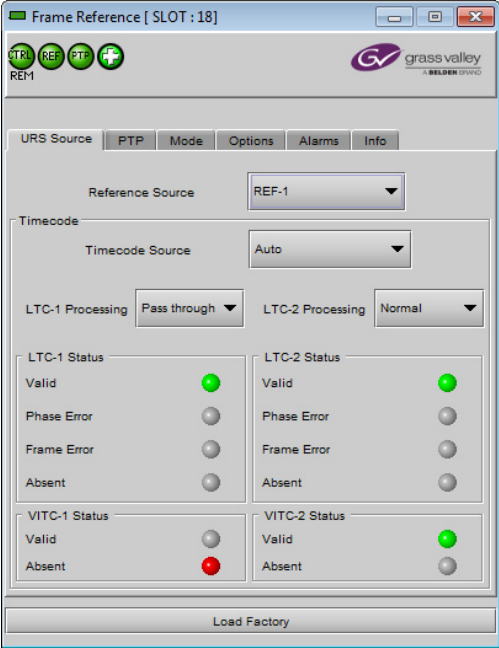 Frame Reference [ SLOT : 18]
CTRL REF PTP
REM
GV grass valley
A BELDEN BRAND
URS Source PTP Mode Options Alarms Info
Reference Source REF-1
Timecode
Timecode Source Auto
LTC-1 Processing Pass through LTC-2 Processing Normal
LTC-1 Status LTC-2 Status
Valid Valid
Phase Error Phase Error
Frame Error Frame Error
Absent Absent
VITC-1 Status VITC-2 Status
Valid Valid
Absent Absent
Load Factory